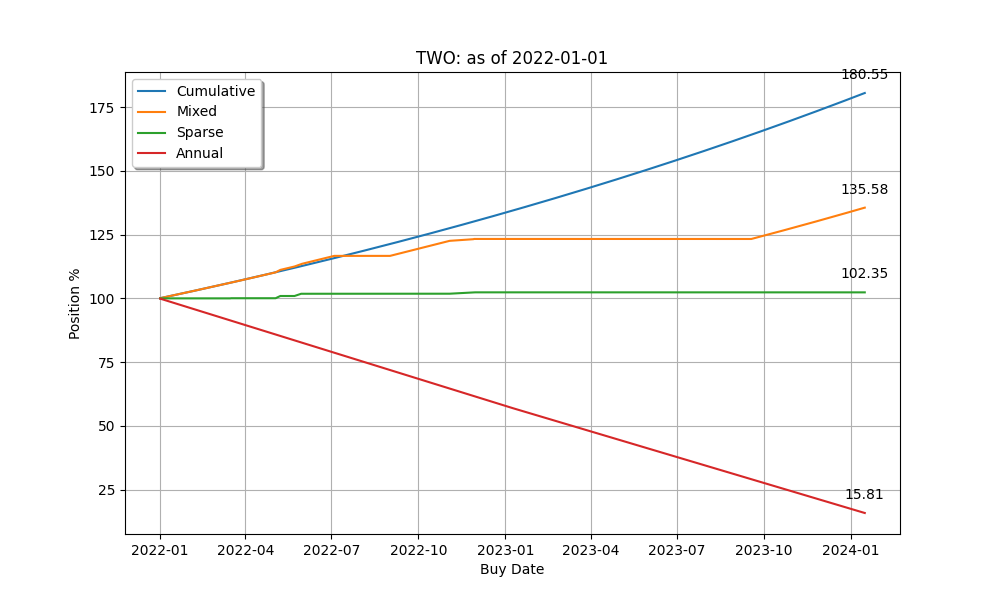 TWO: as of 2022-01-01
180.55
Cumulative
Mixed
Sparse
Annual
175
150
135.58
125
102.35
100
75
50
25
15.81
Position %
2022-01 2022-04 2022-07 2022-10 2023-01 2023-04 2023-07 2023-10 2024-01
Buy Date